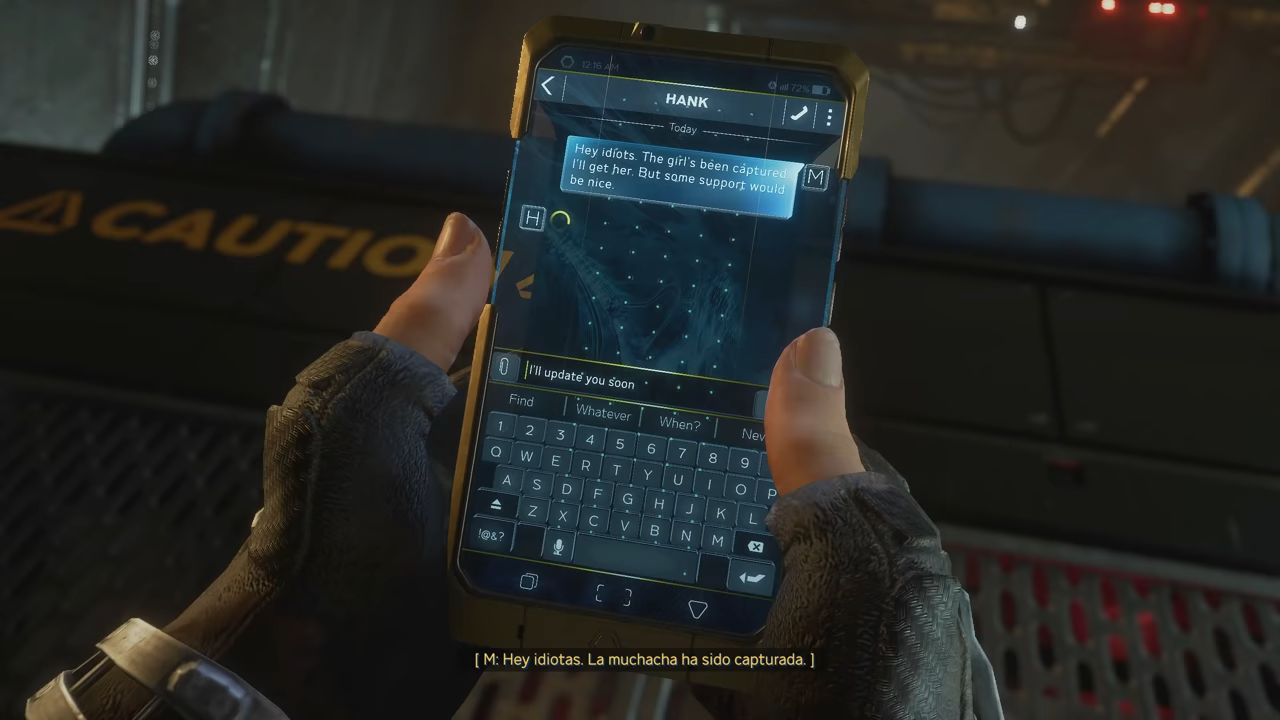 12:16 AM
72%
HANK
Today
Hey idiots. The girl's been captured
I'll get her. But some support would
be nice.
M
H
CAUTION
I'll update you soon
Find Whatever When?
1 2 3 4 5 6 7 8 9
Q W E R T Y U I O P
A S D F G H J K L
Z X C V B N M
!@&?
[ M: Hey idiotas. La muchacha ha sido capturada. ]